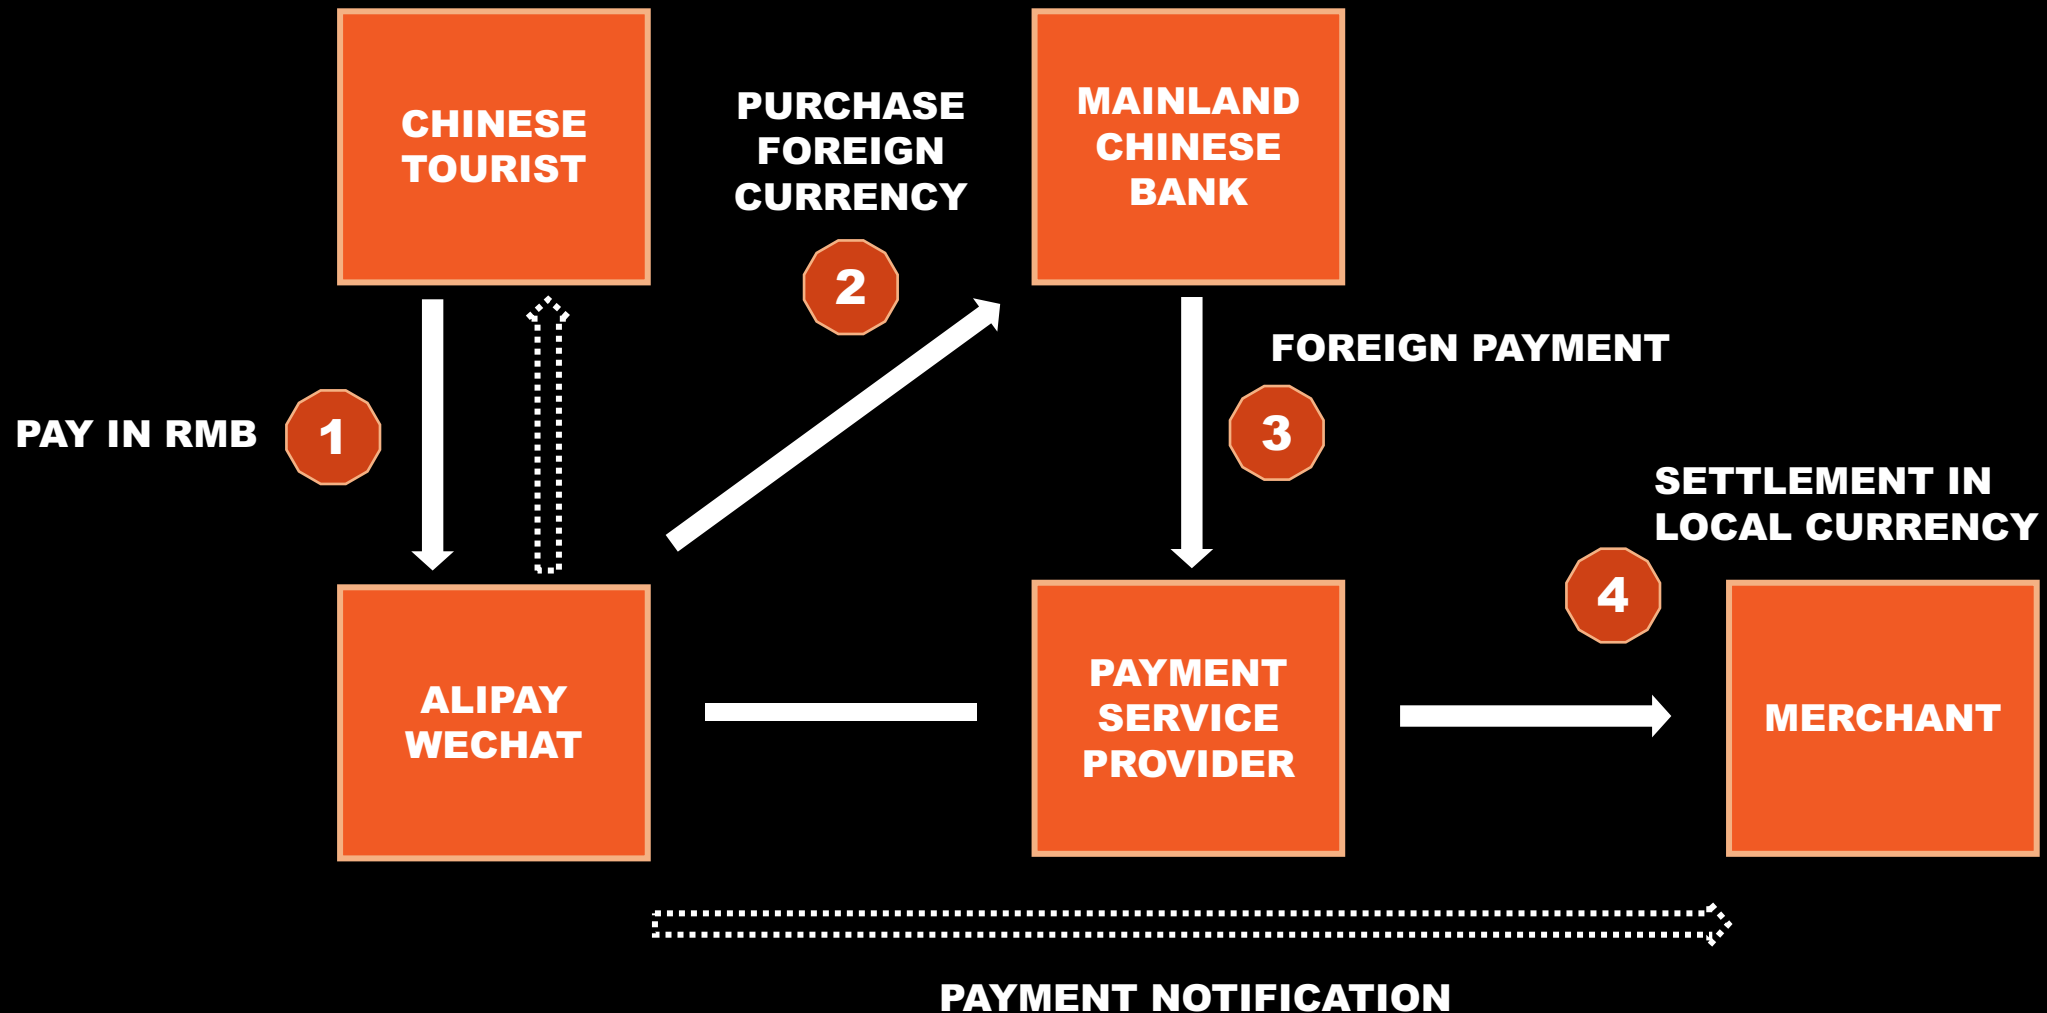 CHINESE
TOURIST
PURCHASE
FOREIGN
CURRENCY
2
MAINLAND
CHINESE
BANK
PAY IN RMB
1
FOREIGN PAYMENT
3
SETTLEMENT IN
LOCAL CURRENCY
4
ALIPAY
WECHAT
PAYMENT
SERVICE
PROVIDER
MERCHANT
PAYMENT NOTIFICATION